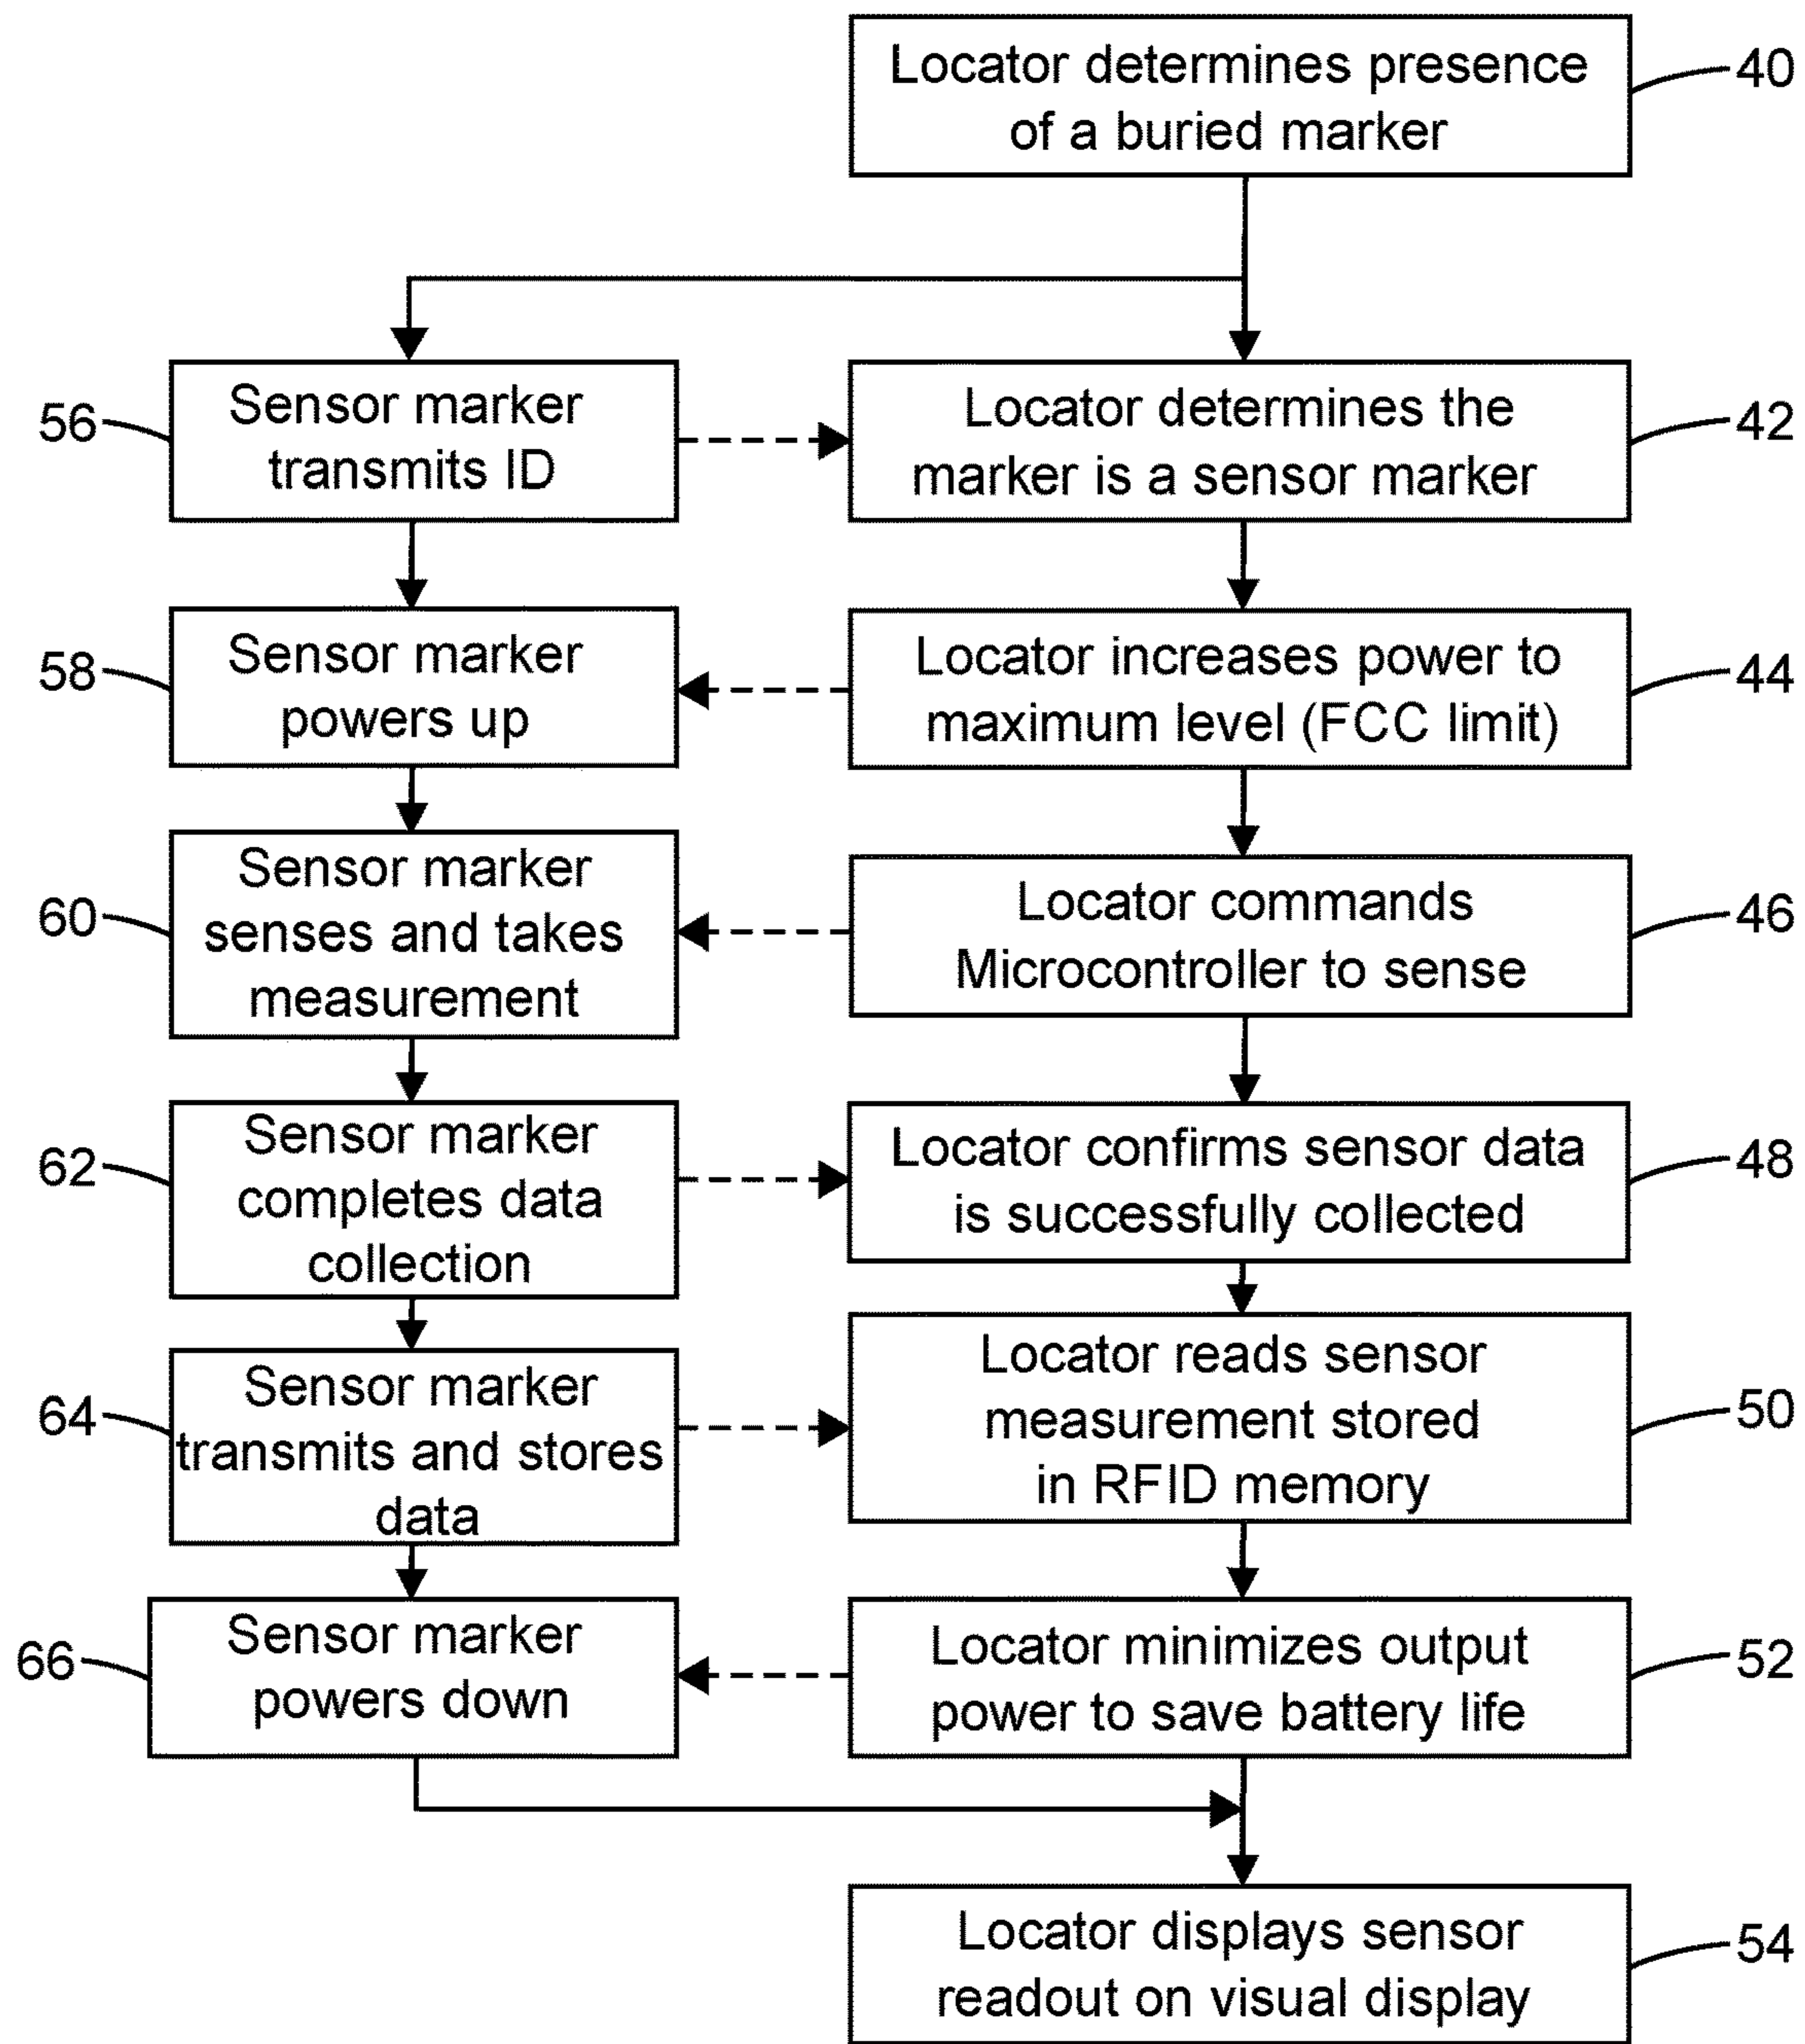 Locator determines presence
of a buried marker
40
56
Sensor marker
transmits ID
Locator determines the
marker is a sensor marker
42
58
Sensor marker
powers up
Locator increases power to
maximum level (FCC limit)
44
60
Sensor marker
senses and takes
measurement
Locator commands
Microcontroller to sense
46
62
Sensor marker
completes data
collection
Locator confirms sensor data
is successfully collected
48
64
Sensor marker
transmits and stores
data
Locator reads sensor
measurement stored
in RFID memory
50
66
Sensor marker
powers down
Locator minimizes output
power to save battery life
52
Locator displays sensor
readout on visual display
54